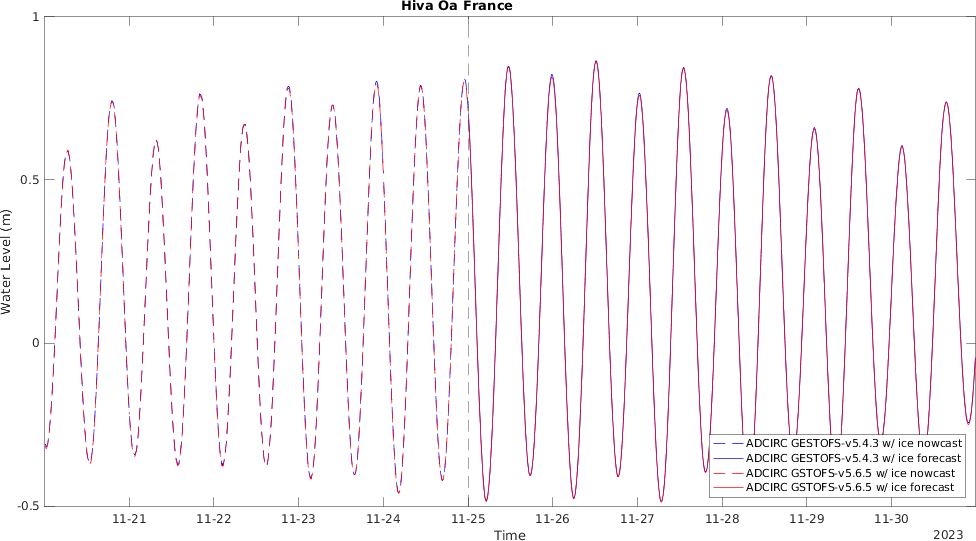 Hiva Oa France
Water Level (m)
1
0.5
0
-0.5
ADCIRC GESTOFS-v5.4.3 w/ ice nowcast
ADCIRC GESTOFS-v5.4.3 w/ ice forecast
ADCIRC GSTOFS-v5.6.5 w/ ice nowcast
ADCIRC GSTOFS-v5.6.5 w/ ice forecast
11-21 11-22 11-23 11-24 11-25 11-26 11-27 11-28 11-29 11-30
Time
2023